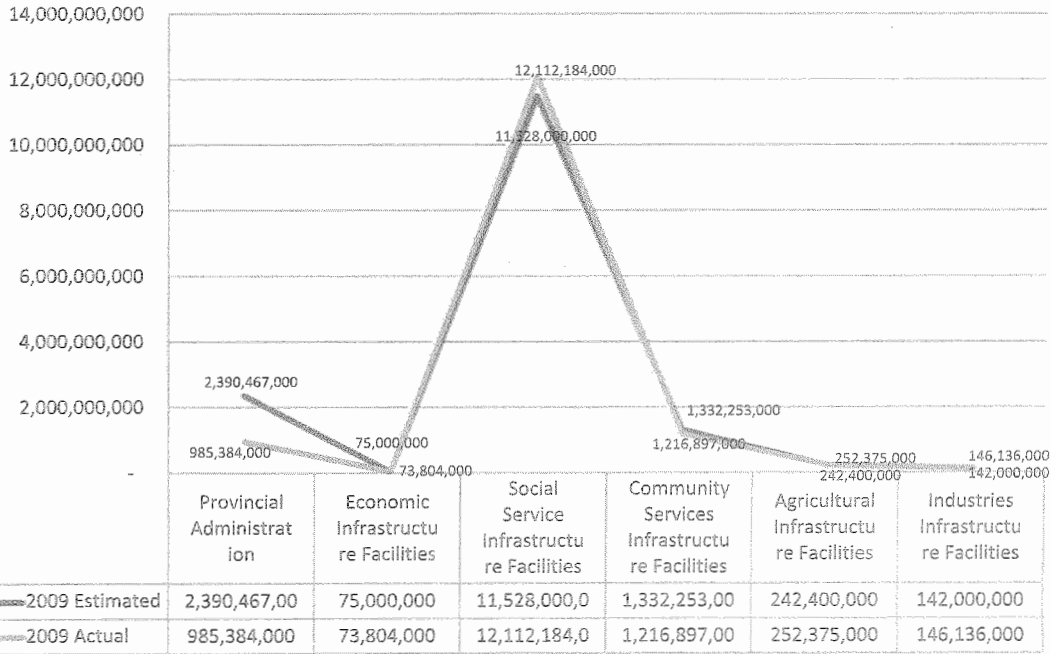 14,000,000,000
12,000,000,000
10,000,000,000
8,000,000,000
6,000,000,000
4,000,000,000
2,000,000,000
-
12,112,184,000
11,528,000,000
2,390,467,000
985,384,000
75,000,000
73,804,000
1,332,253,000
1,216,897,000
252,375,000
242,400,000
146,136,000
142,000,000
Provincial
Administrat
ion
Economic
Infrastructu
re Facilities
Social
Service
Infrastructu
re Facilities
Community
Services
Infrastructu
re Facilities
Agricultural
Infrastructu
re Facilities
Industries
Infrastructu
re Facilities
2009 Estimated 2,390,467,00 75,000,000 11,528,000,0 1,332,253,00 242,400,000 142,000,000
2009 Actual 985,384,000 73,804,000 12,112,184,0 1,216,897,00 252,375,000 146,136,000